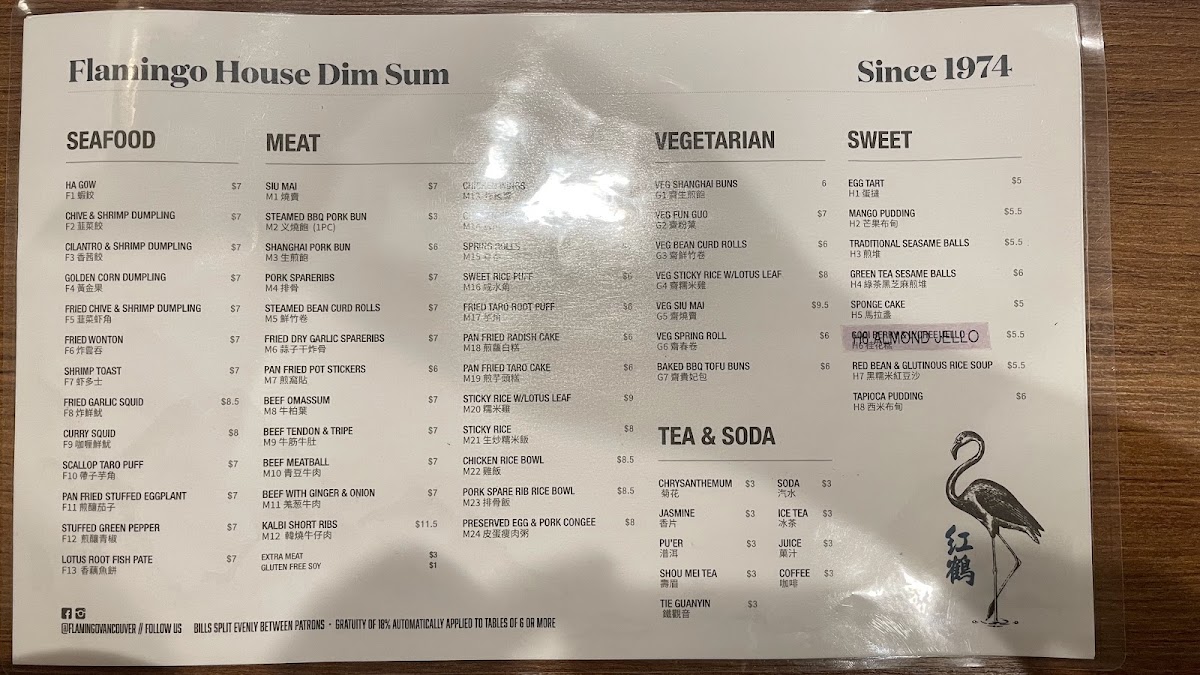 Flamingo House Dim Sum
Since 1974
SEAFOOD
HA GOW $7
F1 蝦餃
CHIVE & SHRIMP DUMPLING $7
F2 韮菜餃
CILANTRO & SHRIMP DUMPLING $7
F3 香茜餃
GOLDEN CORN DUMPLING $7
F4 黃金果
FRIED CHIVE & SHRIMP DUMPLING $7
F5 韮菜虾角
FRIED WONTON $7
F6 炸雲吞
SHRIMP TOAST $7
F7 虾多士
FRIED GARLIC SQUID $8.5
F8 炸鮮魷
CURRY SQUID $8
F9 咖喱鮮魷
SCALLOP TARO PUFF $7
F10 帶子芋角
PAN FRIED STUFFED EGGPLANT $7
F11 煎釀茄子
STUFFED GREEN PEPPER $7
F12 煎釀青椒
LOTUS ROOT FISH PATE $7
F13 香藕魚餅
MEAT
SIU MAI $7
M1 燒賣
STEAMED BBQ PORK BUN $3
M2 叉燒飽 (1PC)
SHANGHAI PORK BUN $6
M3 生煎飽
PORK SPARERIBS $7
M4 排骨
STEAMED BEAN CURD ROLLS $7
M5 鮮竹卷
FRIED DRY GARLIC SPARERIBS $7
M6 蒜子干炸骨
PAN FRIED POT STICKERS $6
M7 煎窩貼
BEEF OMASSUM $7
M8 牛柏葉
BEEF TENDON & TRIPE $7
M9 牛筋牛肚
BEEF MEATBALL $7
M10 青豆牛肉
BEEF WITH GINGER & ONION $7
M11 羗葱牛肉
KALBI SHORT RIBS $11.5
M12 韓燒牛仔肉
EXTRA MEAT $3
GLUTEN FREE SOY $1
M13
SPRING ROLLS
M15
SWEET RICE PUFF $6
M16 咸水角
FRIED TARO ROOT PUFF $6
M17
PAN FRIED RADISH CAKE $6
M18 煎蘿白糕
PAN FRIED TARO CAKE $6
M19 煎芋頭糕
STICKY RICE W/LOTUS LEAF $9
M20 糯米雞
STICKY RICE $8
M21 生炒糯米飯
CHICKEN RICE BOWL $8.5
M22 雞飯
PORK SPARE RIB RICE BOWL $8.5
M23 排骨飯
PRESERVED EGG & PORK CONGEE $8
M24 皮蛋瘦肉粥
VEGETARIAN
VEG SHANGHAI BUNS 6
G1 齋生煎飽
VEG FUN GUO $7
G2 齋粉粿
VEG BEAN CURD ROLLS $6
G3 齋鮮竹卷
VEG STICKY RICE W/LOTUS LEAF $8
G4 齋糯米雞
VEG SIU MAI $9.5
G5 齋燒賣
VEG SPRING ROLL $6
G6 齋春卷
BAKED BBQ TOFU BUNS $6
G7 齋貴妃包
TEA & SODA
CHRYSANTHEMUM $3
菊花
JASMINE $3
香片
PU'ER $3
潽洱
SHOU MEI TEA $3
壽眉
TIE GUANYIN $3
鐵觀音
SODA $3
汽水
ICE TEA $3
冰茶
JUICE $3
菓汁
COFFEE $3
咖啡
SWEET
EGG TART $5
H1 蛋撻
MANGO PUDDING $5.5
H2 芒果布甸
TRADITIONAL SEASAME BALLS $5.5
H3 煎堆
GREEN TEA SESAME BALLS $6
H4 綠茶黑芝麻煎堆
SPONGE CAKE $5
H5 馬拉盞
H6 ALMOND JELLO $5.5
RED BEAN & GLUTINOUS RICE SOUP $5.5
H7 黑糯米紅豆沙
TAPIOCA PUDDING $6
H8 西米布甸
紅鶴
@FLAMINGOVANCOUVER // FOLLOW US BILLS SPLIT EVENLY BETWEEN PATRONS - GRATUITY OF 18% AUTOMATICALLY APPLIED TO TABLES OF 6 OR MORE